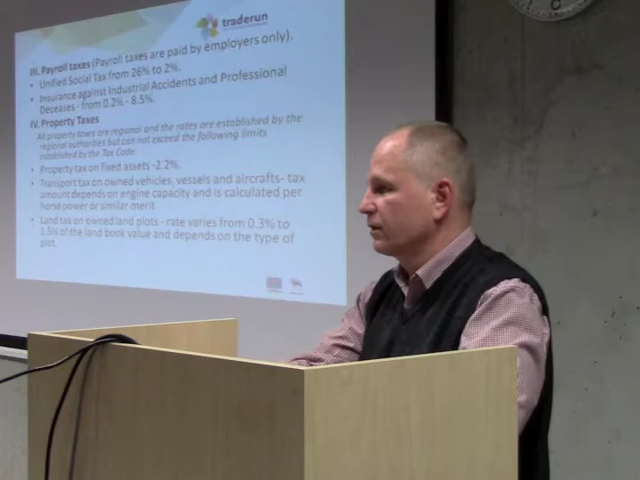 traderun
III. Payroll taxes (Payroll taxes are paid by employers only).
• Unified Social Tax from 26% to 2%.
• Insurance against Industrial Accidents and Professional
Deceases - from 0.2% - 8.5%.
IV. Property Taxes
All property taxes are regional and the rates are established by the
regional authorities but can not exceed the following limits
established by the Tax Code:
• Property tax on fixed assets -2.2%.
• Transport tax on owned vehicles, vessels and aircrafts- tax
amount depends on engine capacity and is calculated per
horse power or similar merit.
• Land tax on owned land plots - rate varies from 0.3% to
1.5% of the land book value and depends on the type of
plot.